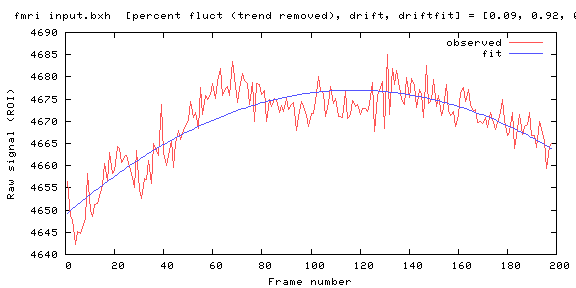 fmri input.bxh [percent fluct (trend removed), drift, driftfit] = [0.09, 0.92,
4690
observed
fit
4685
4680
4675
4670
4665
4660
4655
4650
4645
4640
Raw signal (ROI)
0 20 40 60 80 100 120 140 160 180 200
Frame number